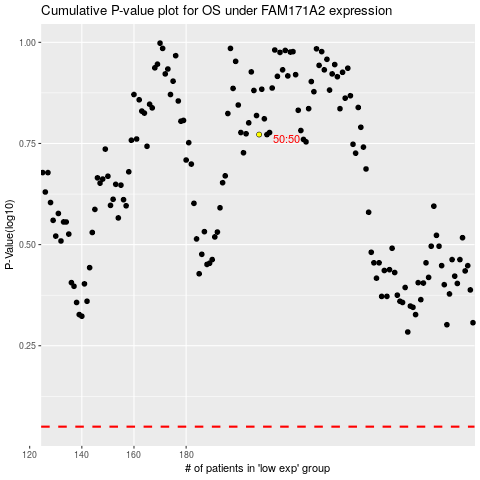 Cumulative P-value plot for OS under FAM171A2 expression
P-Value(log10)
1.00
0.75
0.50
0.25
50:50
120 140 160 180
# of patients in 'low exp' group